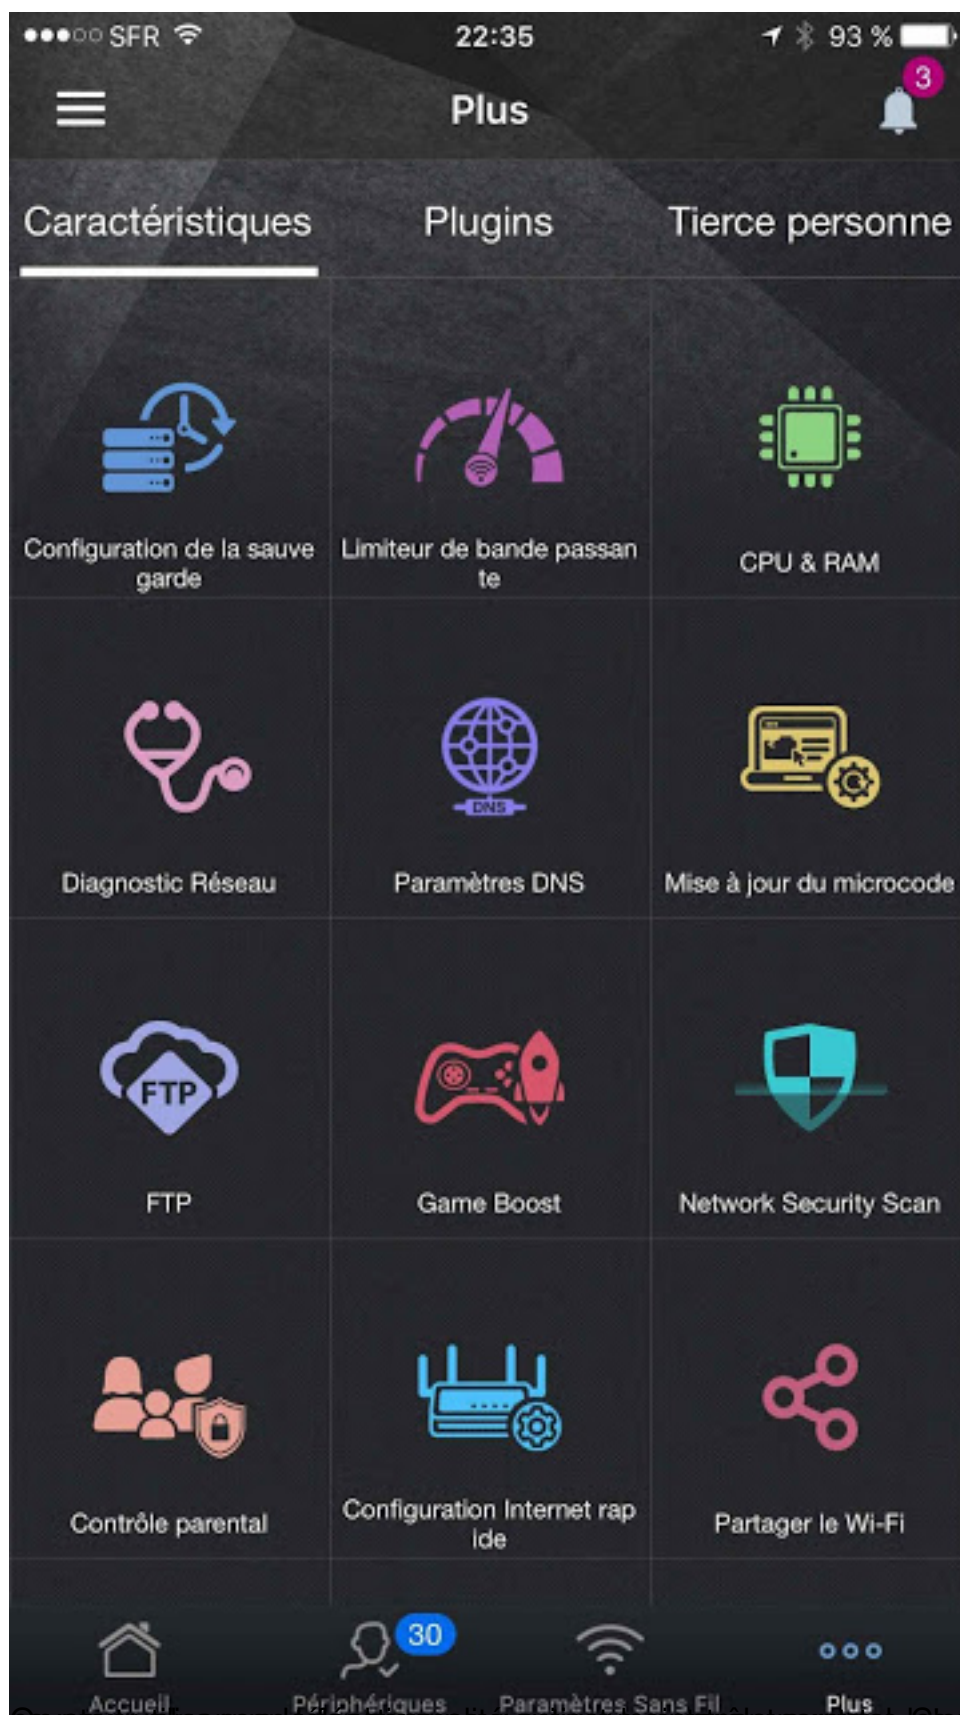 SFR 22:35 93 %
Plus 3
Caractéristiques Plugins Tierce personne
Configuration de la sauve
garde
Limiteur de bande passan
te
CPU & RAM
Diagnostic Réseau
DNS
Paramètres DNS
Mise à jour du microcode
FTP
FTP
Game Boost
Network Security Scan
Contrôle parental
Configuration Internet rap
ide
Partager le Wi-Fi
30
Accueil Périphériques Paramètres Sans Fil Plus